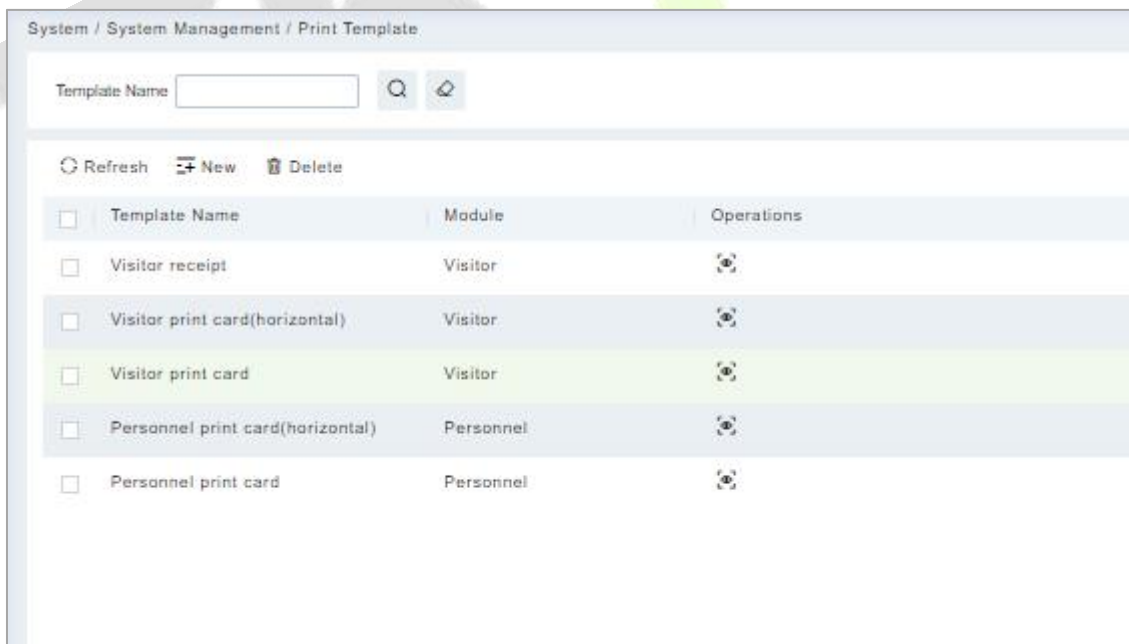 System / System Management / Print Template
Template Name
Refresh New Delete
Template Name Module Operations
Visitor receipt Visitor
Visitor print card(horizontal) Visitor
Visitor print card Visitor
Personnel print card(horizontal) Personnel
Personnel print card Personnel